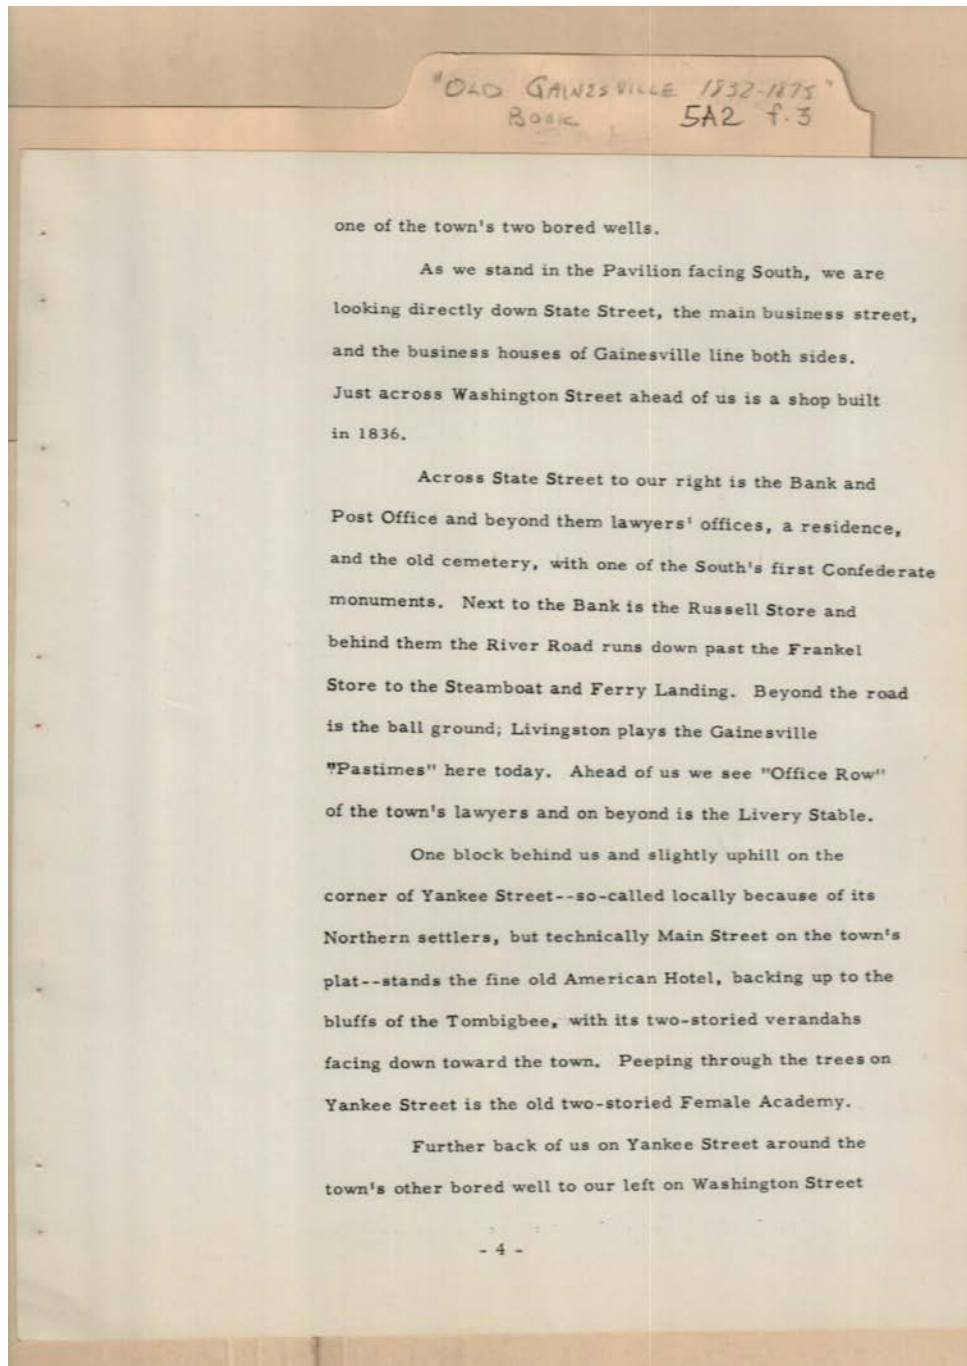 "OLD GAINESVILLE 1832-1875"
BOOK 5A2 f.3
one of the town's two bored wells.
As we stand in the Pavilion facing South, we are
looking directly down State Street, the main business street,
and the business houses of Gainesville line both sides.
Just across Washington Street ahead of us is a shop built
in 1836.
Across State Street to our right is the Bank and
Post Office and beyond them lawyers' offices, a residence,
and the old cemetery, with one of the South's first Confederate
monuments. Next to the Bank is the Russell Store and
behind them the River Road runs down past the Frankel
Store to the Steamboat and Ferry Landing. Beyond the road
is the ball ground; Livingston plays the Gainesville
"Pastimes" here today. Ahead of us we see "Office Row"
of the town's lawyers and on beyond is the Livery Stable.
One block behind us and slightly uphill on the
corner of Yankee Street--so-called locally because of its
Northern settlers, but technically Main Street on the town's
plat--stands the fine old American Hotel, backing up to the
bluffs of the Tombigbee, with its two-storied verandahs
facing down toward the town. Peeping through the trees on
Yankee Street is the old two-storied Female Academy.
Further back of us on Yankee Street around the
town's other bored well to our left on Washington Street
- 4 -